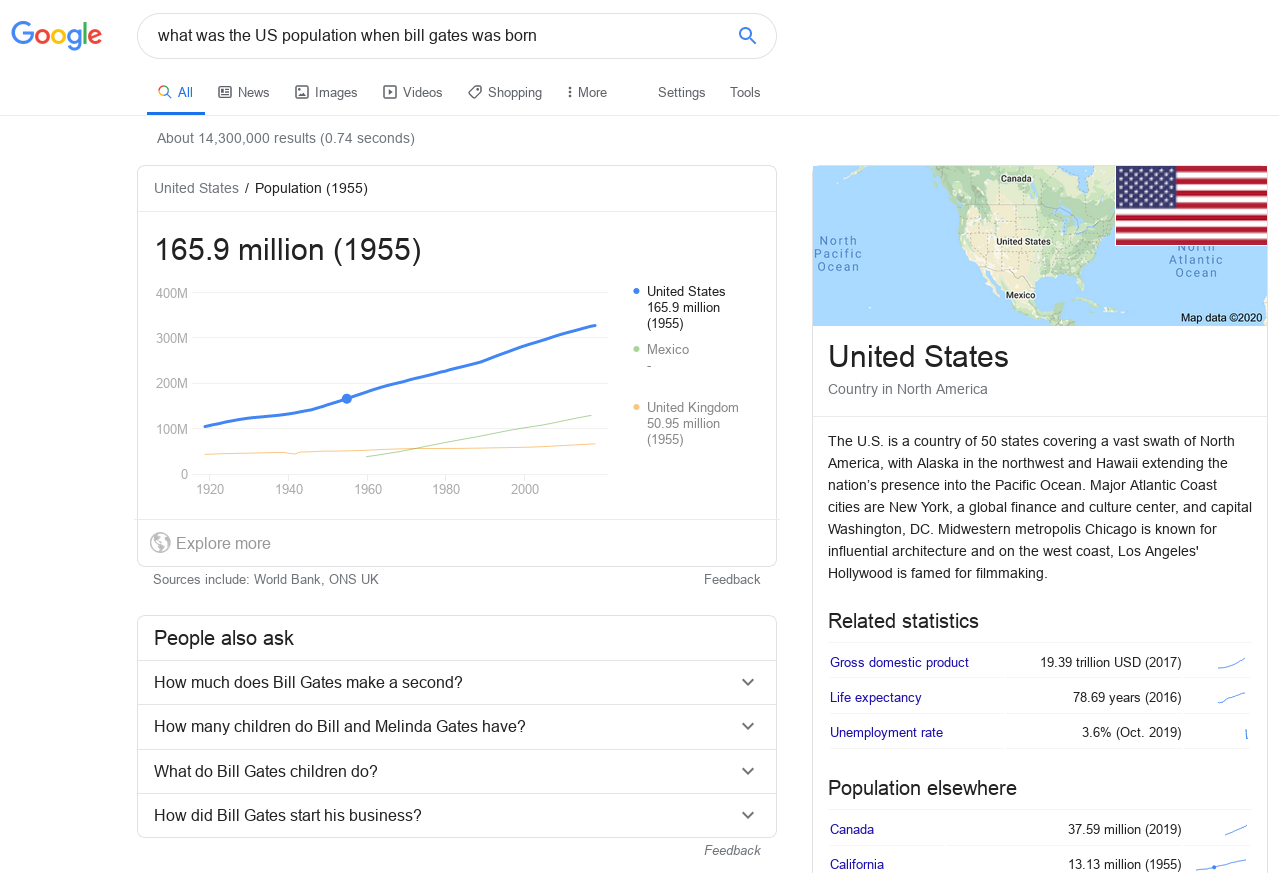 Google
what was the US population when bill gates was born
All News Images Videos Shopping More Settings Tools
About 14,300,000 results (0.74 seconds)
United States / Population (1955)
165.9 million (1955)
400M
300M
200M
100M
0
1920 1940 1960 1980 2000
United States
165.9 million
(1955)
Mexico
-
United Kingdom
50.95 million
(1955)
Explore more
Sources include: World Bank, ONS UK
Feedback
People also ask
How much does Bill Gates make a second?
How many children do Bill and Melinda Gates have?
What do Bill Gates children do?
How did Bill Gates start his business?
Feedback
Canada
North
Pacific
Ocean
United States
North
Atlantic
Ocean
Mexico
Map data ©2020
United States
Country in North America
The U.S. is a country of 50 states covering a vast swath of North
America, with Alaska in the northwest and Hawaii extending the
nation’s presence into the Pacific Ocean. Major Atlantic Coast
cities are New York, a global finance and culture center, and capital
Washington, DC. Midwestern metropolis Chicago is known for
influential architecture and on the west coast, Los Angeles'
Hollywood is famed for filmmaking.
Related statistics
Gross domestic product 19.39 trillion USD (2017)
Life expectancy 78.69 years (2016)
Unemployment rate 3.6% (Oct. 2019)
Population elsewhere
Canada 37.59 million (2019)
California 13.13 million (1955)